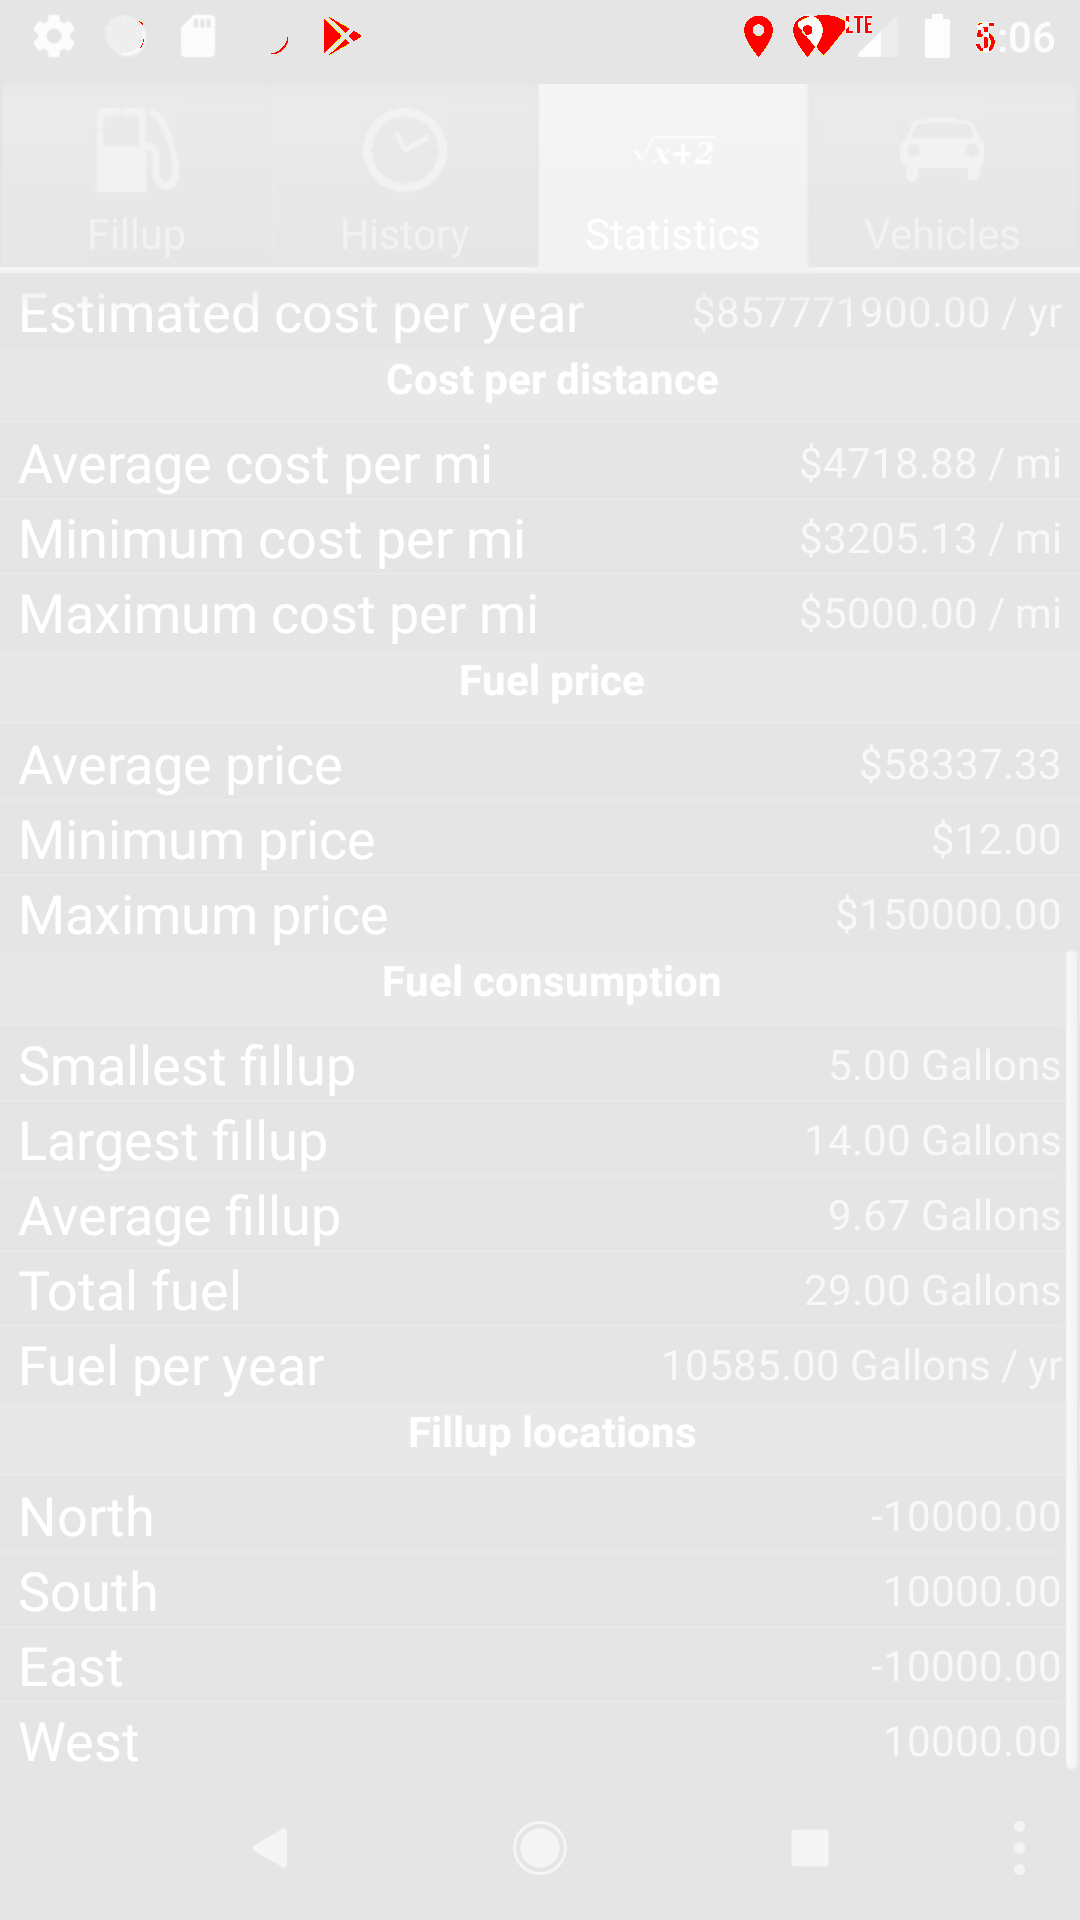 LTE
Fillup
History
√x+2
Statistics
Vehicles
Estimated cost per year $857771900.00 / yr
Cost per distance
Average cost per mi $4718.88 / mi
Minimum cost per mi $3205.13 / mi
Maximum cost per mi $5000.00 / mi
Fuel price
Average price $58337.33
Minimum price $12.00
Maximum price $150000.00
Fuel consumption
Smallest fillup 5.00 Gallons
Largest fillup 14.00 Gallons
Average fillup 9.67 Gallons
Total fuel 29.00 Gallons
Fuel per year 10585.00 Gallons / yr
Fillup locations
North -10000.00
South 10000.00
East -10000.00
West 10000.00